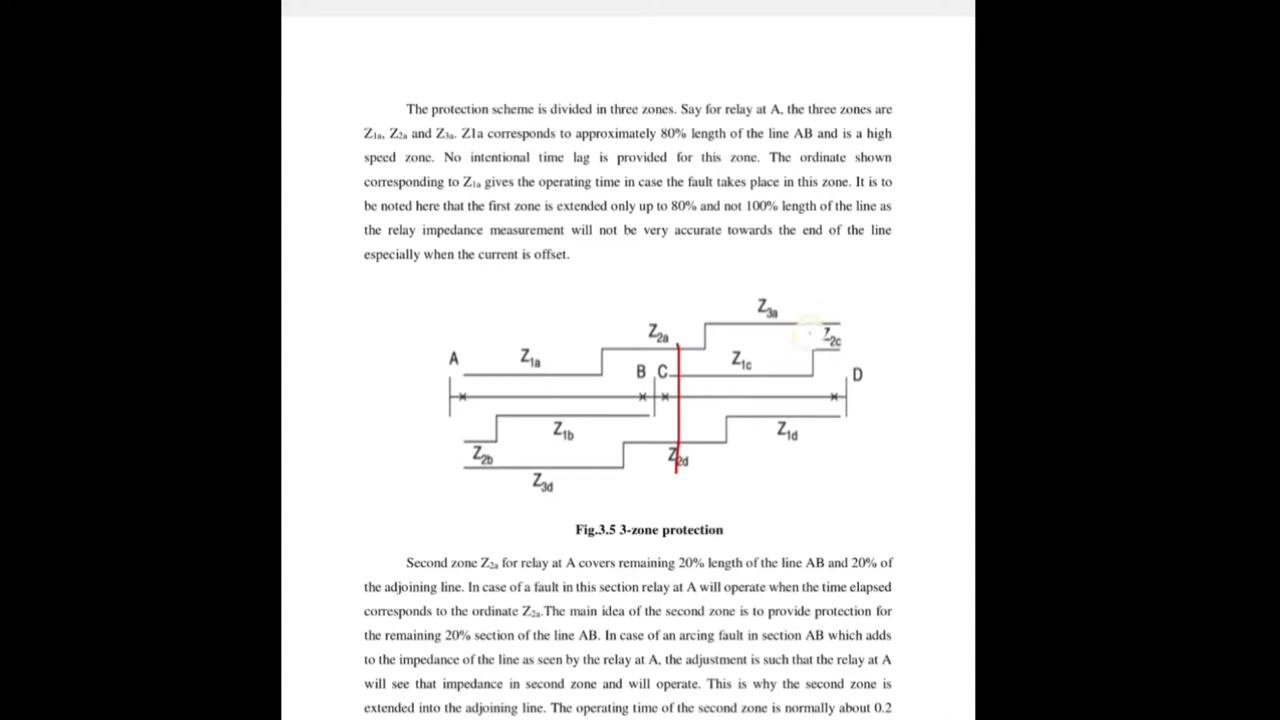 The protection scheme is divided in three zones. Say for relay at A, the three zones are
Z1a, Z2a and Z3a. Z1a corresponds to approximately 80% length of the line AB and is a high
speed zone. No intentional time lag is provided for this zone. The ordinate shown
corresponding to Z1a gives the operating time in case the fault takes place in this zone. It is to
be noted here that the first zone is extended only up to 80% and not 100% length of the line as
the relay impedance measurement will not be very accurate towards the end of the line
especially when the current is offset.
Z3a
Z2a
Z2c
A
Z1a
B C
Z1c
D
Z1b
Z1d
Z2b
Z2d
Z3d
Fig.3.5 3-zone protection
Second zone Z2a for relay at A covers remaining 20% length of the line AB and 20% of
the adjoining line. In case of a fault in this section relay at A will operate when the time elapsed
corresponds to the ordinate Z2a.The main idea of the second zone is to provide protection for
the remaining 20% section of the line AB. In case of an arcing fault in section AB which adds
to the impedance of the line as seen by the relay at A, the adjustment is such that the relay at A
will see that impedance in second zone and will operate. This is why the second zone is
extended into the adjoining line. The operating time of the second zone is normally about 0.2